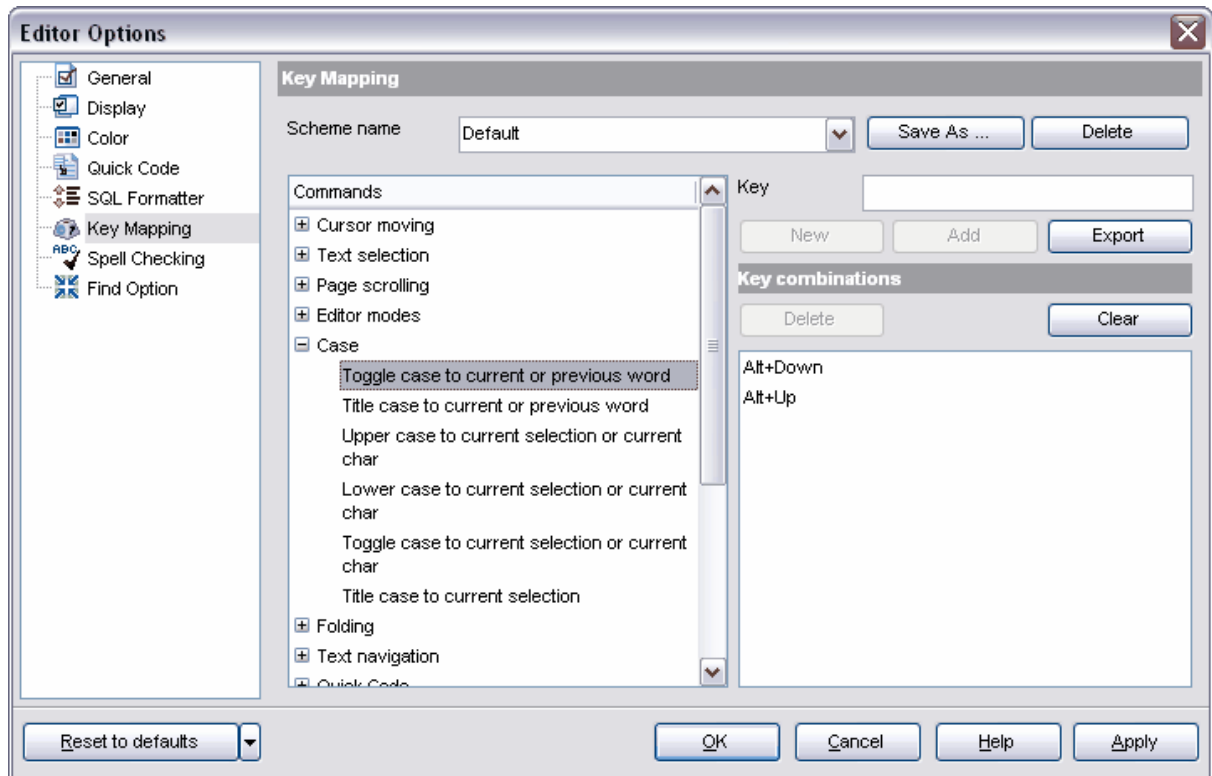 Editor Options
General
Display
Color
Quick Code
SQL Formatter
Key Mapping
ABC
Spell Checking
Find Option
Key Mapping
Scheme name
Default
Save As ...
Delete
Commands
Cursor moving
Text selection
Page scrolling
Editor modes
Case
Toggle case to current or previous word
Title case to current or previous word
Upper case to current selection or current
char
Lower case to current selection or current
char
Toggle case to current selection or current
char
Title case to current selection
Folding
Text navigation
Quick Code
Key
New
Add
Export
Key combinations
Delete
Clear
Alt+Down
Alt+Up
Reset to defaults
OK
Cancel
Help
Apply